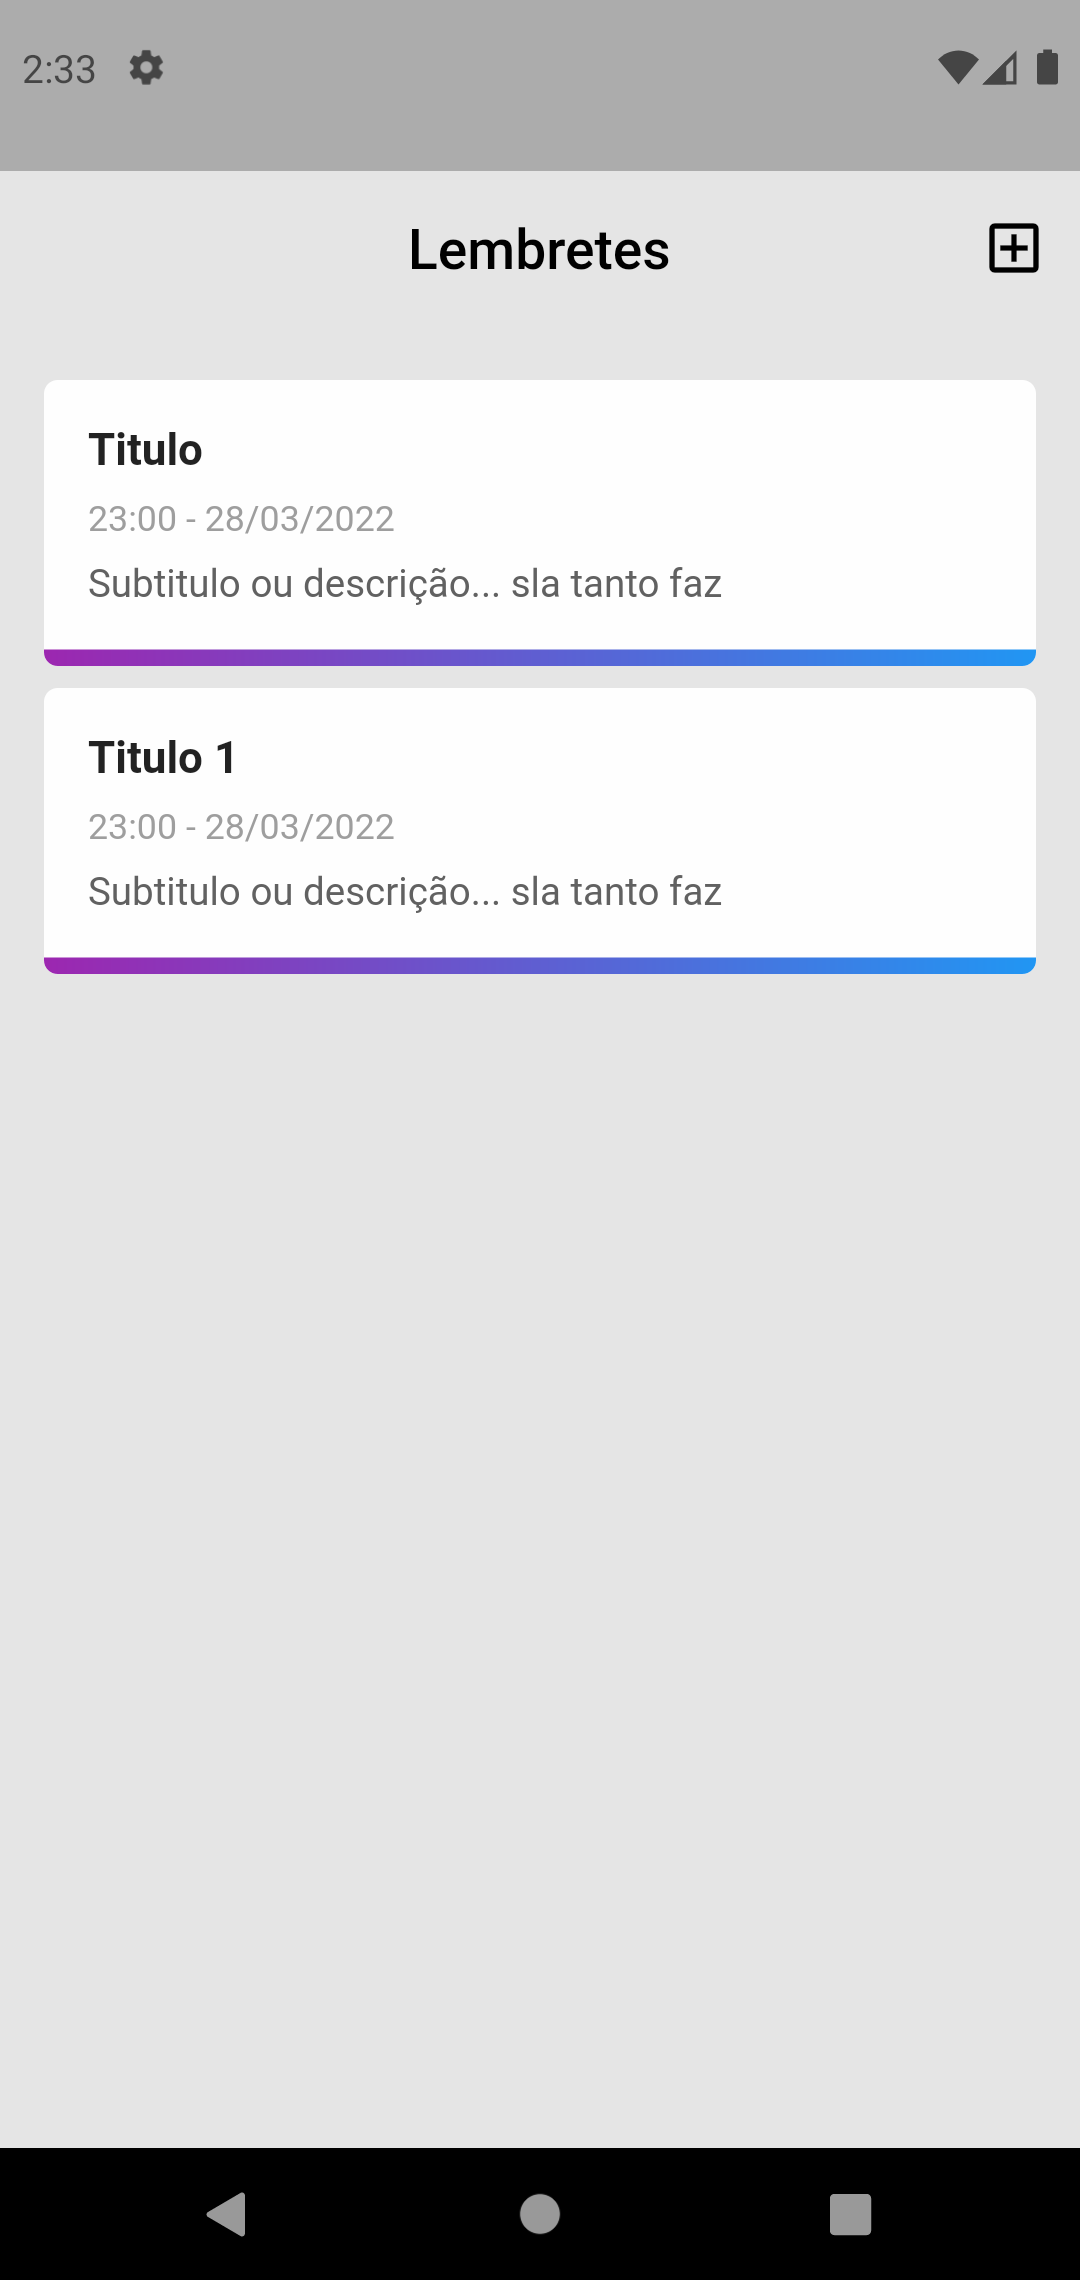 2:33
Lembretes
Titulo
23:00 - 28/03/2022
Subtitulo ou descrição... sla tanto faz
Titulo 1
23:00 - 28/03/2022
Subtitulo ou descrição... sla tanto faz